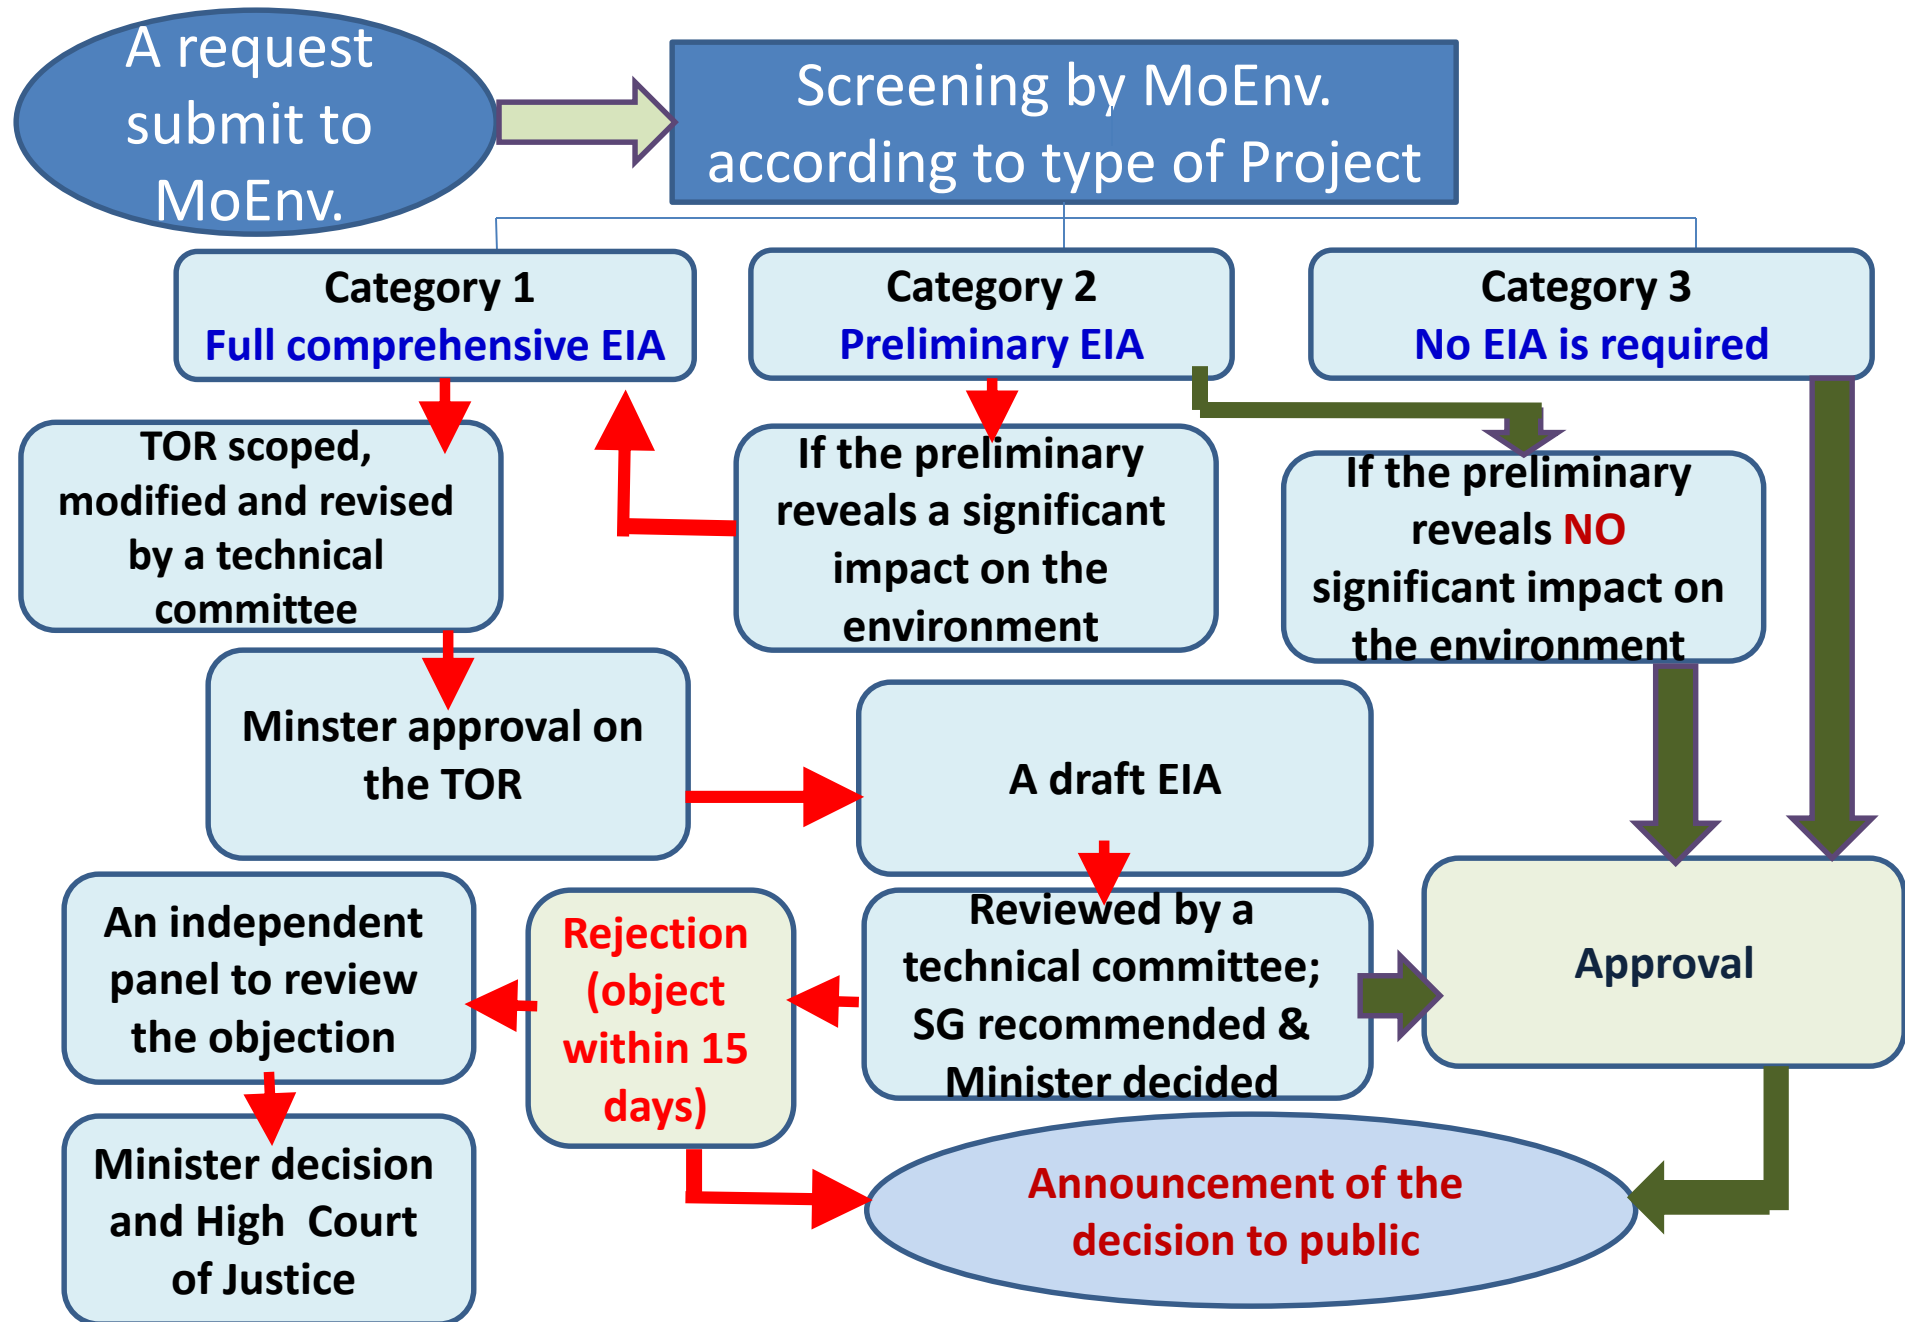 A request
submit to
MoEnv.
Screening by MoEnv.
according to type of Project
Category 1
Full comprehensive EIA
Category 2
Preliminary EIA
Category 3
No EIA is required
TOR scoped,
modified and revised
by a technical
committee
If the preliminary
reveals a significant
impact on the
environment
If the preliminary
reveals NO
significant impact on
the environment
Minster approval on
the TOR
A draft EIA
An independent
panel to review
the objection
Rejection
(object
within 15
days)
Reviewed by a
technical committee;
SG recommended &
Minister decided
Approval
Minister decision
and High Court
of Justice
Announcement of the
decision to public